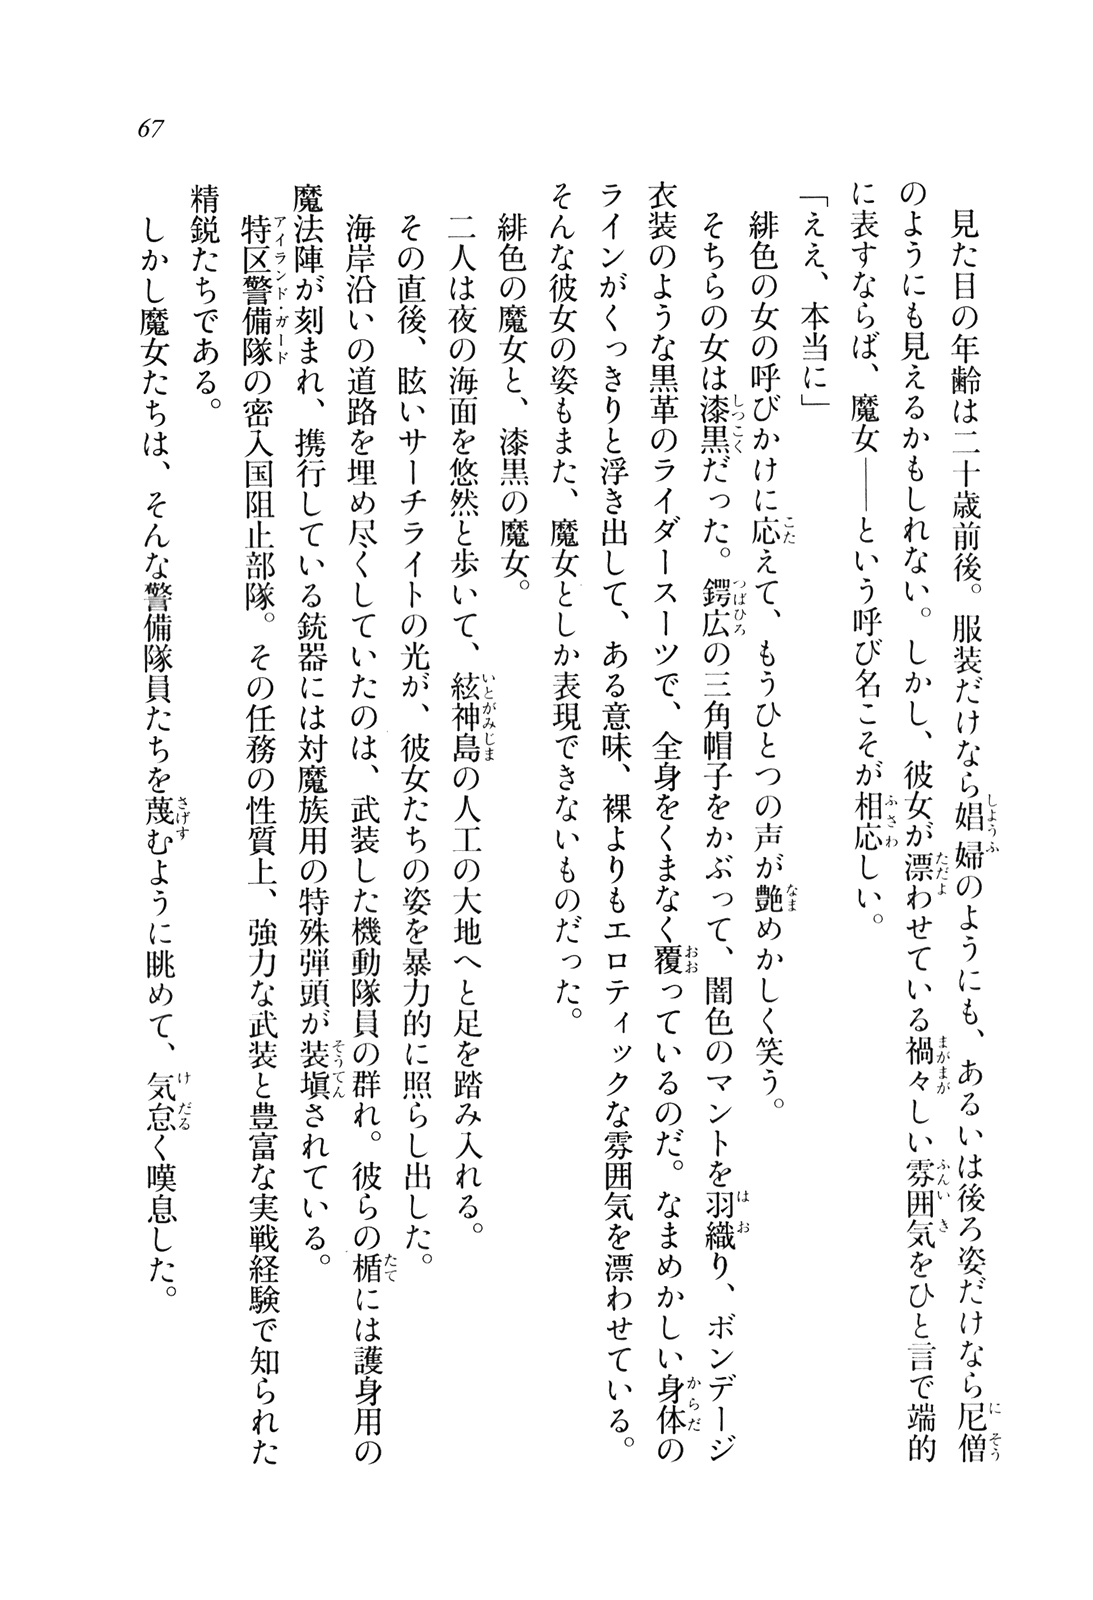 67
見た目の年齢は二十歳前後。服装だけなら娼婦のようにも、あるいは後ろ姿だけなら尼僧
のようにも見えるかもしれない。しかし、彼女が漂わせている禍々しい雰囲気をひと言で端的
に表すならば、魔女――という呼び名こそが相応しい。
「ええ、本当に」
緋色の女の呼びかけに応えて、もうひとつの声が艶めかしく笑う。
そちらの女は漆黒だった。鍔広の三角帽子をかぶって、闇色のマントを羽織り、ボンデージ
衣装のような黒革のライダースーツで、全身をくまなく覆っているのだ。なまめかしい身体の
ラインがくっきりと浮き出して、ある意味、裸よりもエロティックな雰囲気を漂わせている。
そんな彼女の姿もまた、魔女としか表現できないものだった。
緋色の魔女と、漆黒の魔女。
二人は夜の海面を悠然と歩いて、絃神島の人工の大地へと足を踏み入れる。
その直後、眩いサーチライトの光が、彼女たちの姿を暴力的に照らし出した。
海岸沿いの道路を埋め尽くしていたのは、武装した機動隊員の群れ。彼らの楯には護身用の
魔法陣が刻まれ、携行している銃器には対魔族用の特殊弾頭が装塡されている。
特区警備隊の密入国阻止部隊。その任務の性質上、強力な武装と豊富な実戦経験で知られた
精鋭たちである。
しかし魔女たちは、そんな警備隊員たちを蔑むように眺めて、気怠く嘆息した。